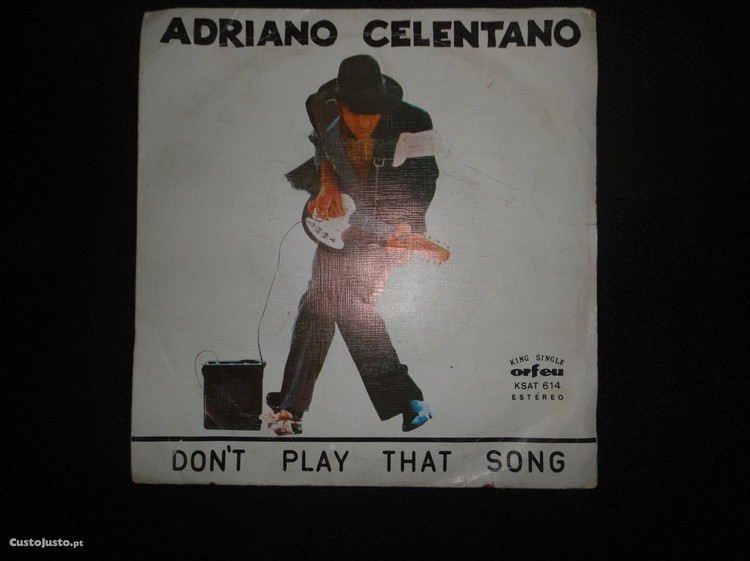 ADRIANO CELENTANO
KING SINGLE
orfeu
KSAT 614
ESTÉREO
DON'T PLAY THAT SONG
CustoJusto.pt